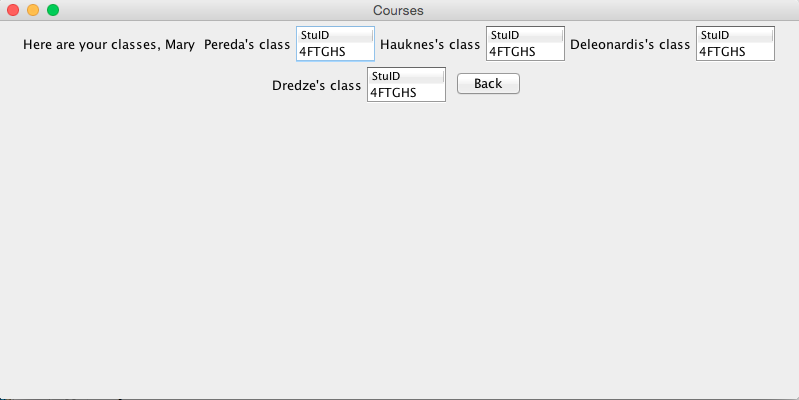 Courses
Here are your classes, Mary Pereda's class StuID Hauknes's class StuID Deleonardis's class StuID
4FTGHS 4FTGHS 4FTGHS
Dredze's class StuID Back
4FTGHS